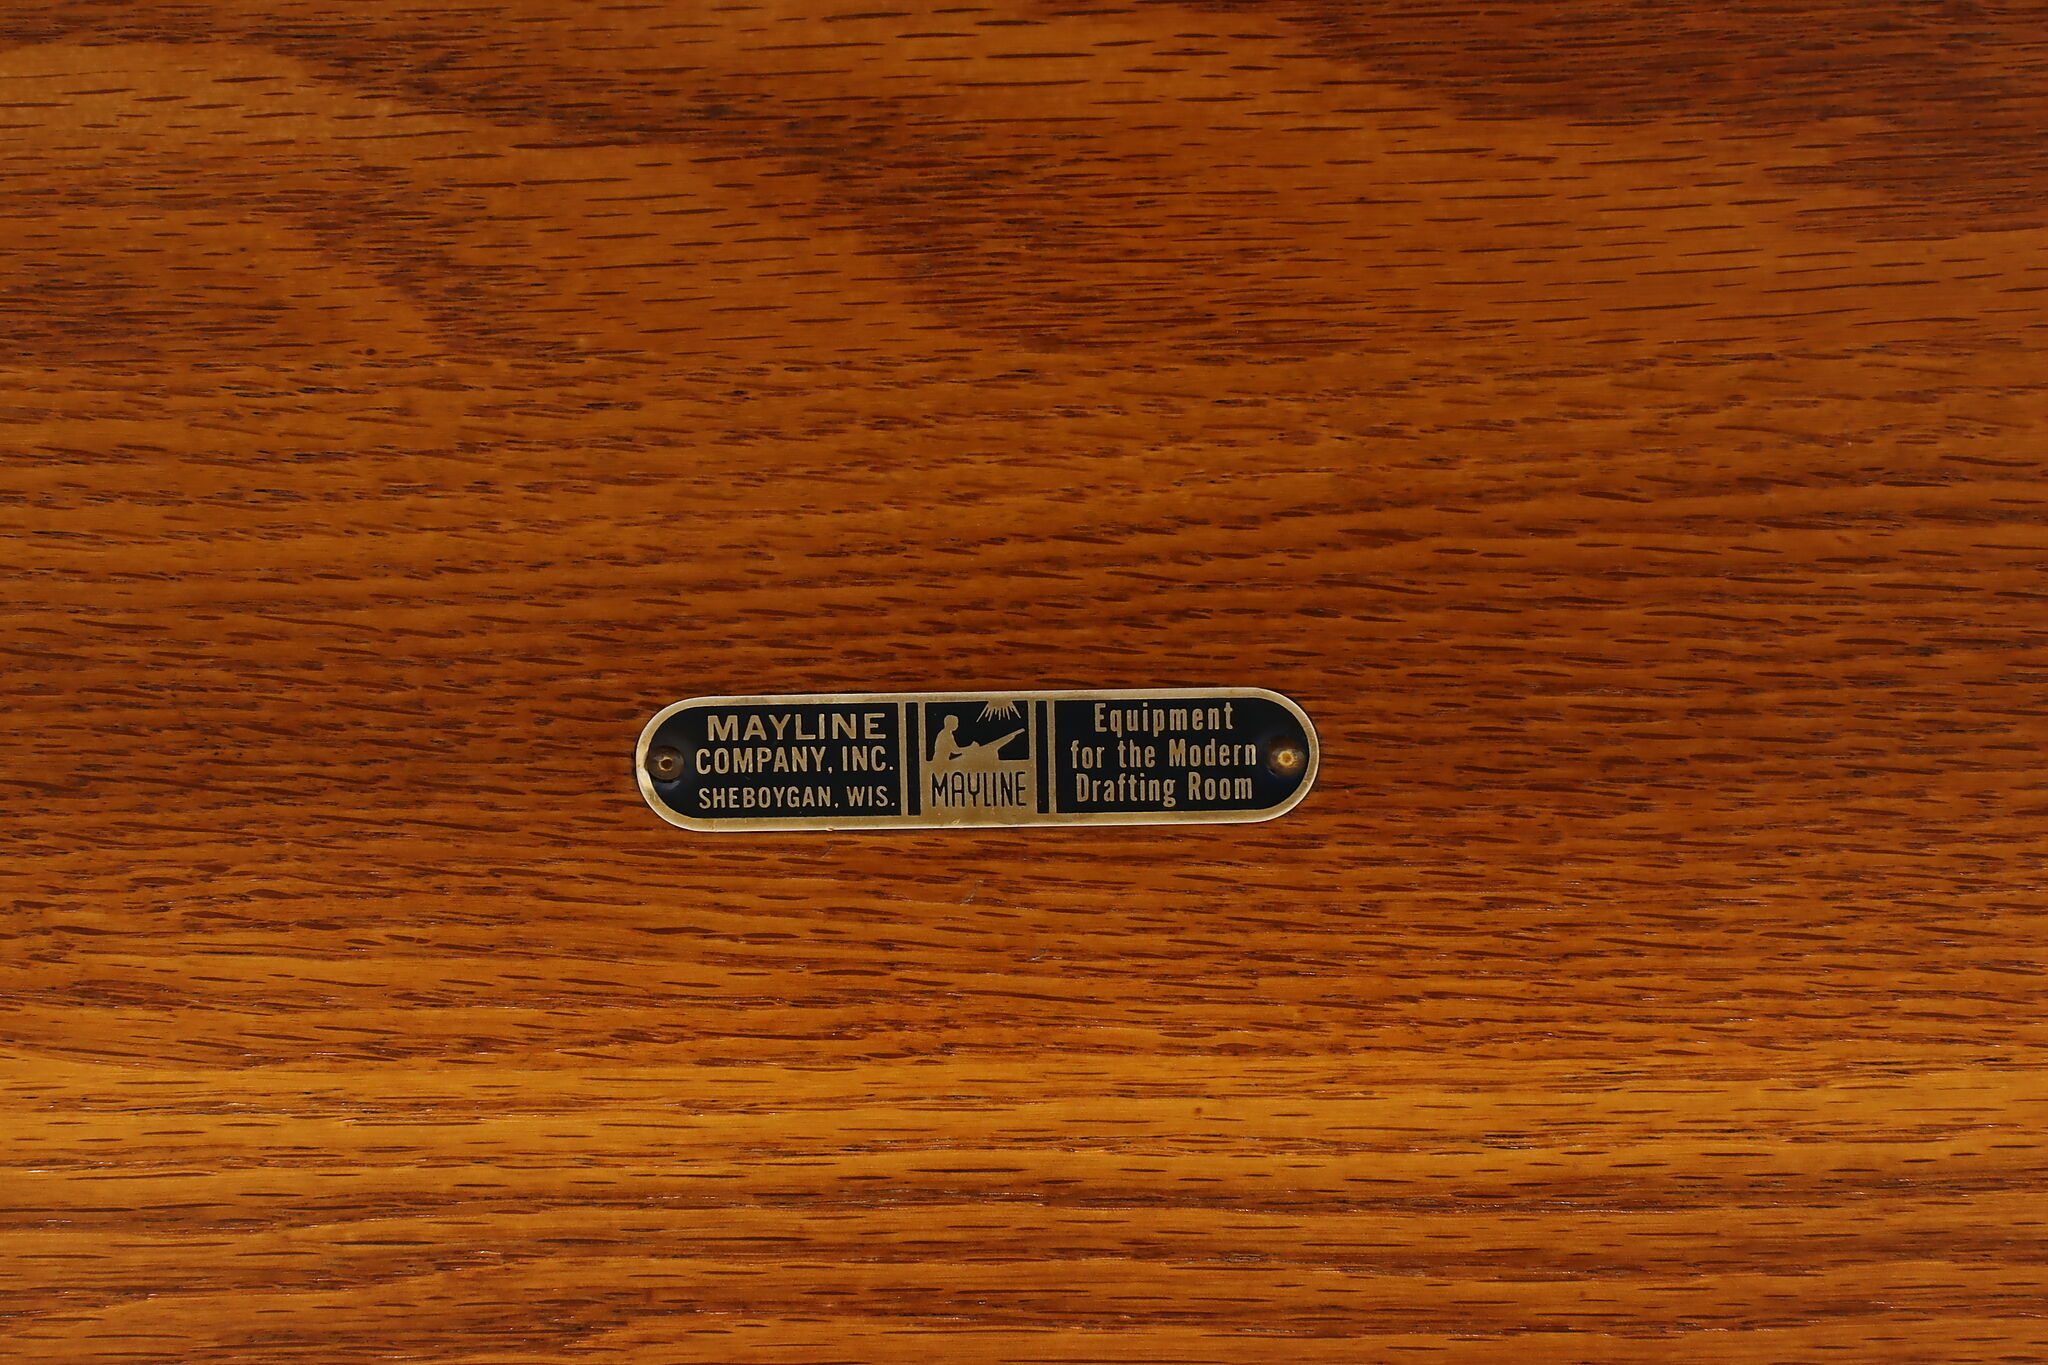 MAYLINE
COMPANY, INC.
SHEBOYGAN, WIS.
MAYLINE
Equipment
for the Modern
Drafting Room